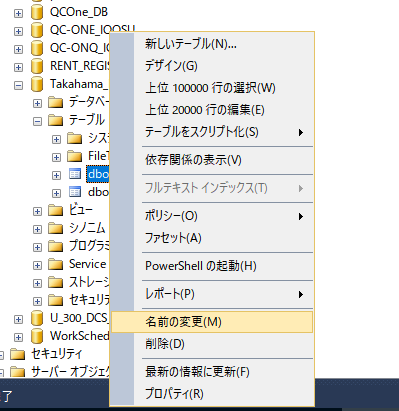 QCOne_DB
QC-ONE_IQOSU
QC-ONQ_IC
RENT_REGIS
Takahama_
データベー
テーブル
システ
FileT
dbo
dbo
ビュー
シノニム
プログラミ
Service
ストレージ
セキュリテ
U_300_DCS_
WorkSched
セキュリティ
サーバー オブジェク
了
新しいテーブル(N)...
デザイン(G)
上位 100000 行の選択(W)
上位 20000 行の編集(E)
テーブルをスクリプト化(S)
依存関係の表示(V)
フルテキスト インデックス(T)
ポリシー(O)
ファセット(A)
PowerShell の起動(H)
レポート(P)
名前の変更(M)
削除(D)
最新の情報に更新(F)
プロパティ(R)